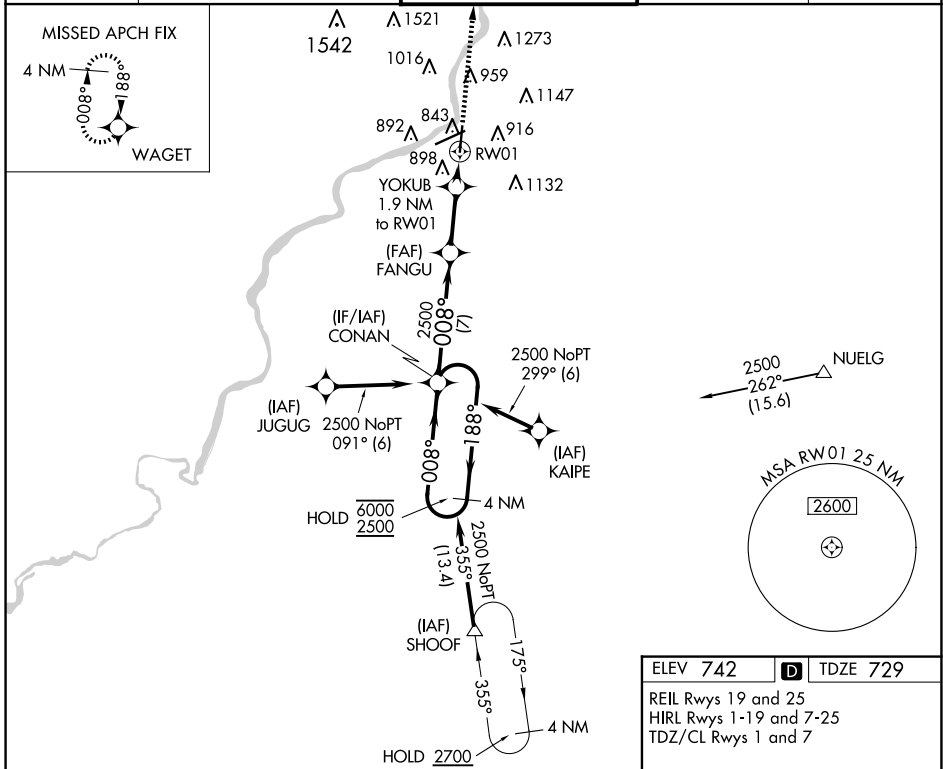 MISSED APCH FIX
4 NM
008°
188°
WAGET
1542
1521
1273
1016
959
1147
843
892
916
RW01
898
1132
YOKUB
1.9 NM
to RW01
(FAF)
FANGU
2500
008°
(7)
(IF/IAF)
CONAN
2500 NoPT
299° (6)
2500
262°
(15.6)
NUELG
(IAF)
JUGUG
2500 NoPT
091° (6)
008°
188°
(IAF)
KAIPE
HOLD 6000
2500
4 NM
2500 NoPT
355°
(13.4)
MSA RW01 25 NM
2600
(IAF)
SHOOF
175°
355°
4 NM
HOLD 2700
ELEV 742 D TDZE 729
REIL Rwys 19 and 25
HIRL Rwys 1-19 and 7-25
TDZ/CL Rwys 1 and 7